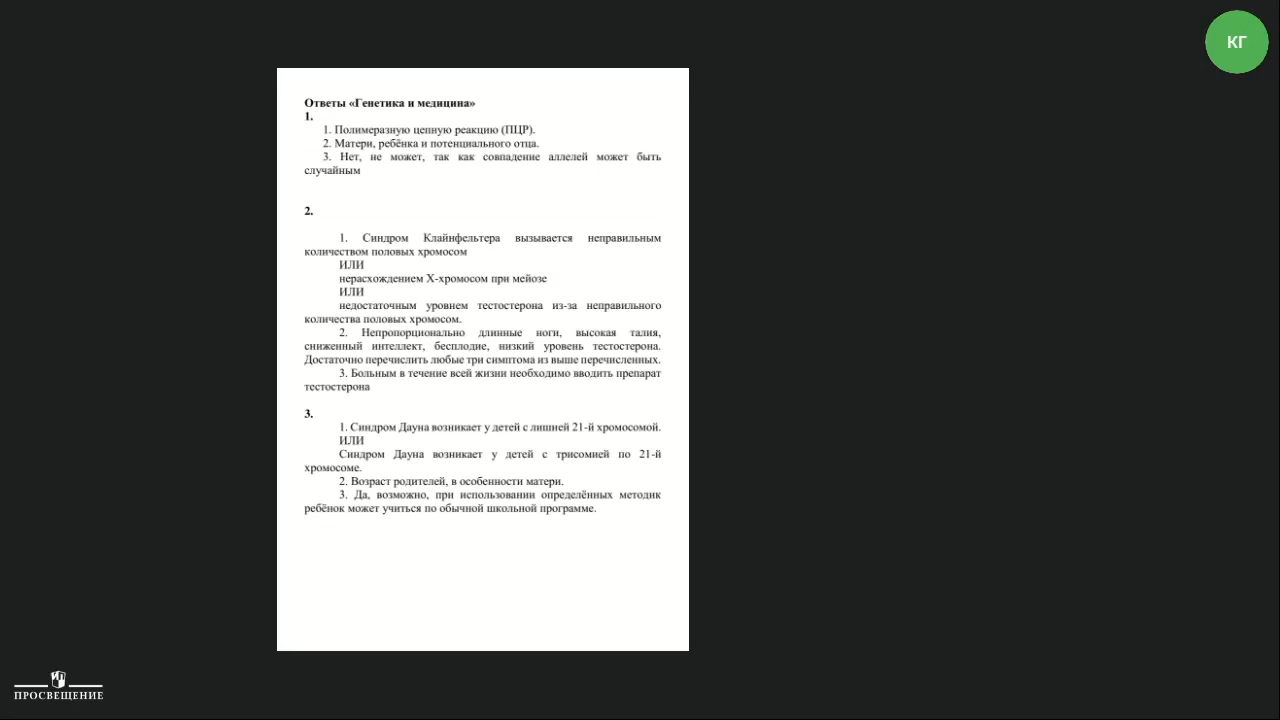 КГ
Ответы «Генетика и медицина»
1.
1. Полимеразную цепную реакцию (ПЦР).
2. Матери, ребёнка и потенциального отца.
3. Нет, не может, так как совпадение аллелей может быть
случайным
2.
1. Синдром Клайнфельтера вызывается неправильным
количеством половых хромосом
ИЛИ
нерасхождением Х-хромосом при мейозе
ИЛИ
недостаточным уровнем тестостерона из-за неправильного
количества половых хромосом.
2. Непропорционально длинные ноги, высокая талия,
сниженный интеллект, бесплодие, низкий уровень тестостерона.
Достаточно перечислить любые три симптома из выше перечисленных.
3. Больным в течение всей жизни необходимо вводить препарат
тестостерона
3.
1. Синдром Дауна возникает у детей с лишней 21-й хромосомой.
ИЛИ
Синдром Дауна возникает у детей с трисомией по 21-й
хромосоме.
2. Возраст родителей, в особенности матери.
3. Да, возможно, при использовании определённых методик
ребёнок может учиться по обычной школьной программе.
ПРОСВЕЩЕНИЕ